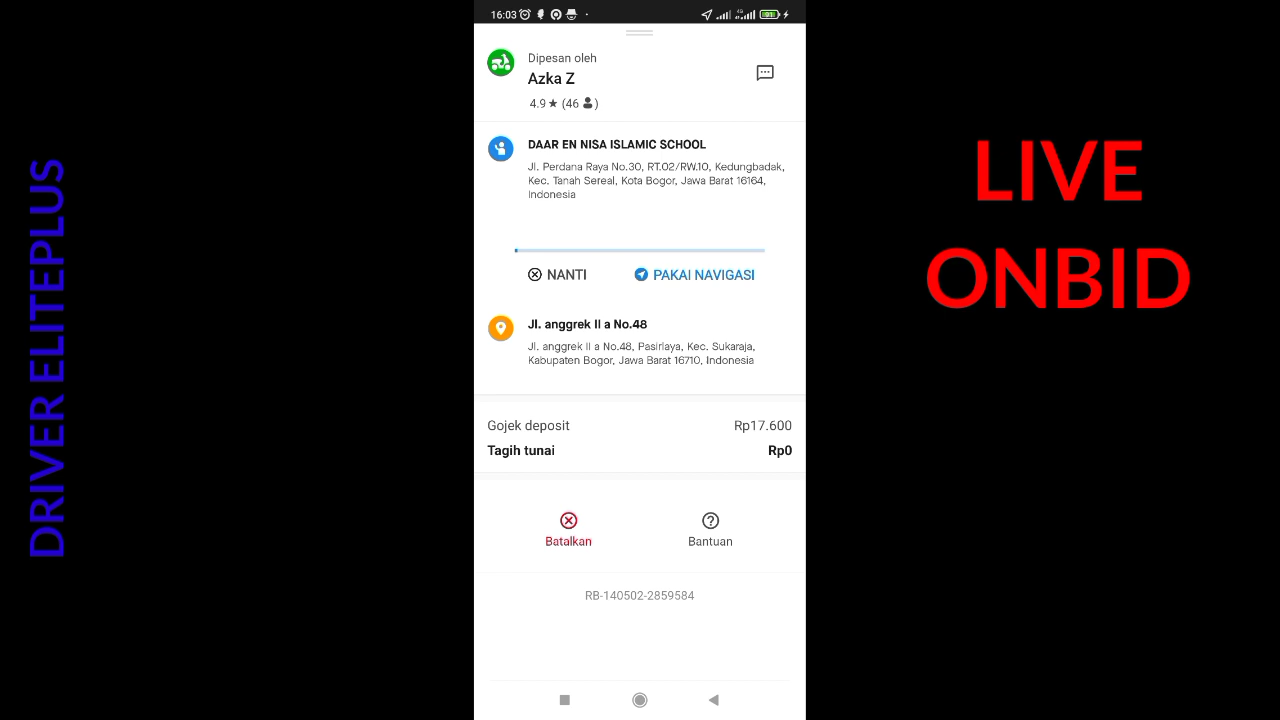 DRIVER ELITEPLUS
16:03
4G
91
Dipesan oleh
Azka Z
4.9 ★ (46 )
DAAR EN NISA ISLAMIC SCHOOL
Jl. Perdana Raya No.30, RT.02/RW.10, Kedungbadak,
Kec. Tanah Sereal, Kota Bogor, Jawa Barat 16164,
Indonesia
NANTI
PAKAI NAVIGASI
Jl. anggrek II a No.48
Jl. anggrek II a No.48, Pasirlaya, Kec. Sukaraja,
Kabupaten Bogor, Jawa Barat 16710, Indonesia
Gojek deposit Rp17.600
Tagih tunai Rp0
Batalkan
Bantuan
RB-140502-2859584
LIVE
ONBID